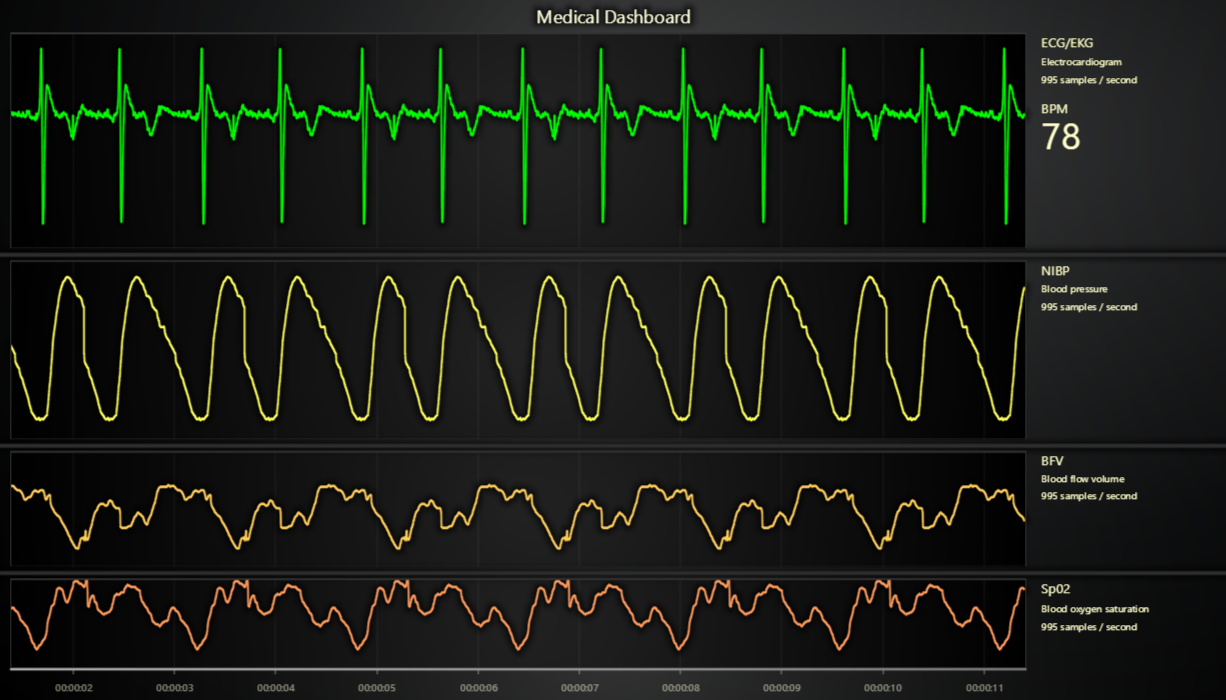 Medical Dashboard
ECG/EKG
Electrocardiogram
995 samples / second
BPM
78
NIBP
Blood pressure
995 samples / second
BFV
Blood flow volume
995 samples / second
Sp02
Blood oxygen saturation
995 samples / second
00:00:02 00:00:03 00:00:04 00:00:05 00:00:06 00:00:07 00:00:08 00:00:09 00:00:10 00:00:11